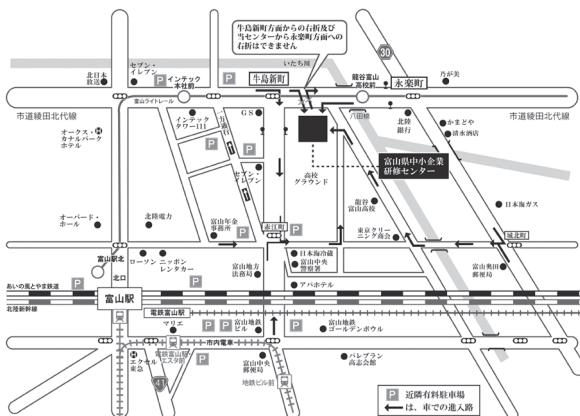 牛島新町方面からの右折及び
当センターから永楽町方面への
右折はできません
いたち川
30
北日本
放送
セブン-
イレブン
P
インテック
本社前
P
牛島新町
龍谷富山
高校前
永楽町
乃が美
富山ライトレール
市道綾田北代線
市道綾田北代線
オークス・
カナルパーク
ホテル
H
インテック
タワー111
P
GS
八田線
北陸
銀行
かまどや
清水酒店
富山県中小企業
研修センター
セブン-
イレブン
高校
グラウンド
龍谷
富山高校
日本海ガス
オーバード・
ホール
北陸電力
富山年金
事務所
P
赤江町
P
東京クリー
ニング商会
城北町
富山駅北
北口
ローソン
ニッポン
レンタカー
富山地方
法務局
日本海冷蔵
富山中央
警察署
アパホテル
富山奥田
郵便局
あいの風とやま鉄道
P
北陸新幹線
富山駅
P
P
電鉄富山駅
マリエ
P
富山地鉄
ビル
富山地鉄
ゴールデンボウル
市内電車
H
エクセル
東急
電鉄富山駅・
エスタ前
P
富山中央
郵便局
パレブラン
高志会館
41
地鉄ビル前
P
P 近隣有料駐車場
は、車での進入路